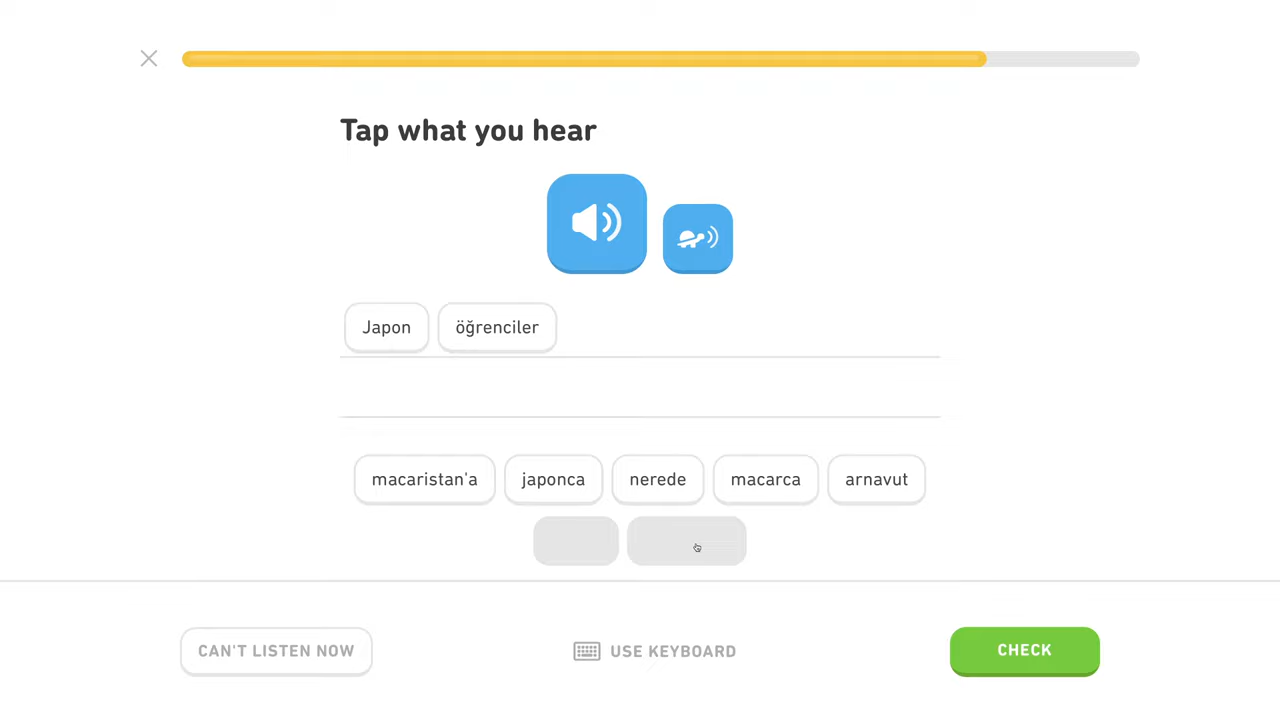 Tap what you hear
Japon öğrenciler
macaristan'a japonca nerede macarca arnavut
CAN'T LISTEN NOW USE KEYBOARD CHECK